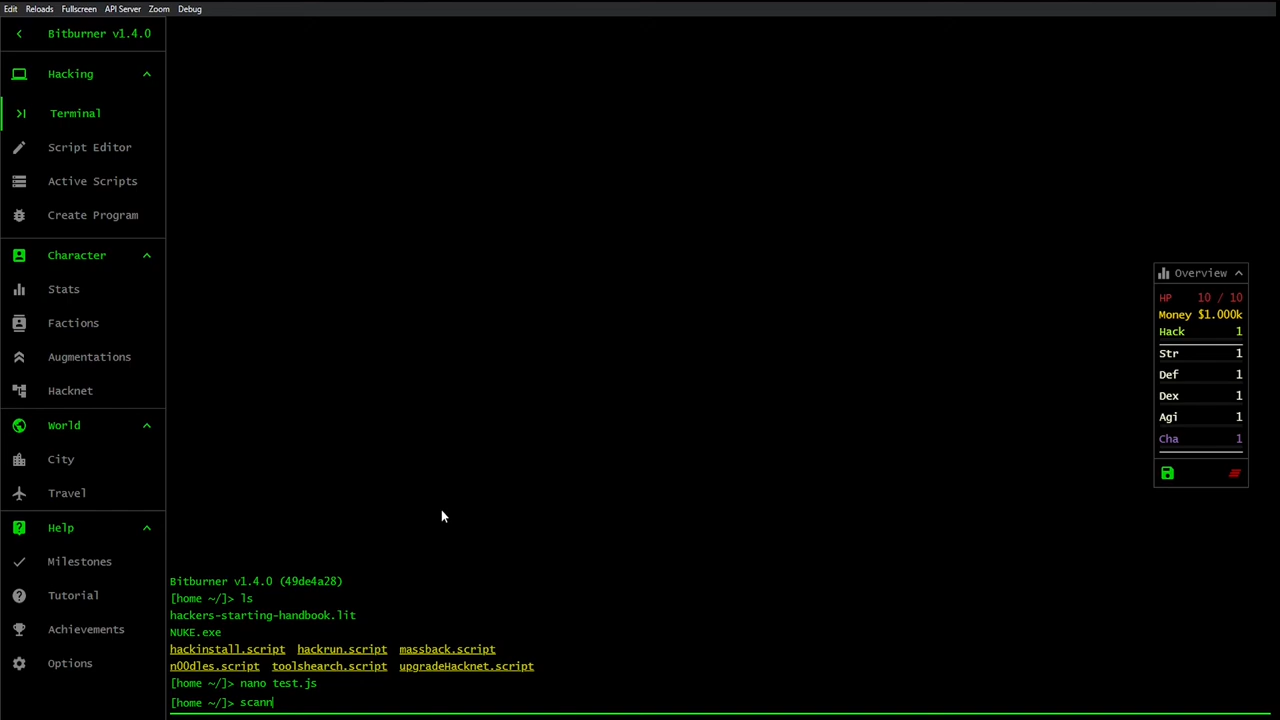 Edit Reloads Fullscreen API Server Zoom Debug
Bitburner v1.4.0
Hacking
Terminal
Script Editor
Active Scripts
Create Program
Character
Stats
Factions
Augmentations
Hacknet
World
City
Travel
Help
Milestones
Tutorial
Achievements
Options
Overview
HP 10 / 10
Money $1.000k
Hack 1
Str 1
Def 1
Dex 1
Agi 1
Cha 1
Bitburner v1.4.0 (49de4a28)
[home ~/]> ls
hackers-starting-handbook.lit
NUKE.exe
hackinstall.script hackrun.script massback.script
n00dles.script toolshearch.script upgradeHacknet.script
[home ~/]> nano test.js
[home ~/]> scann